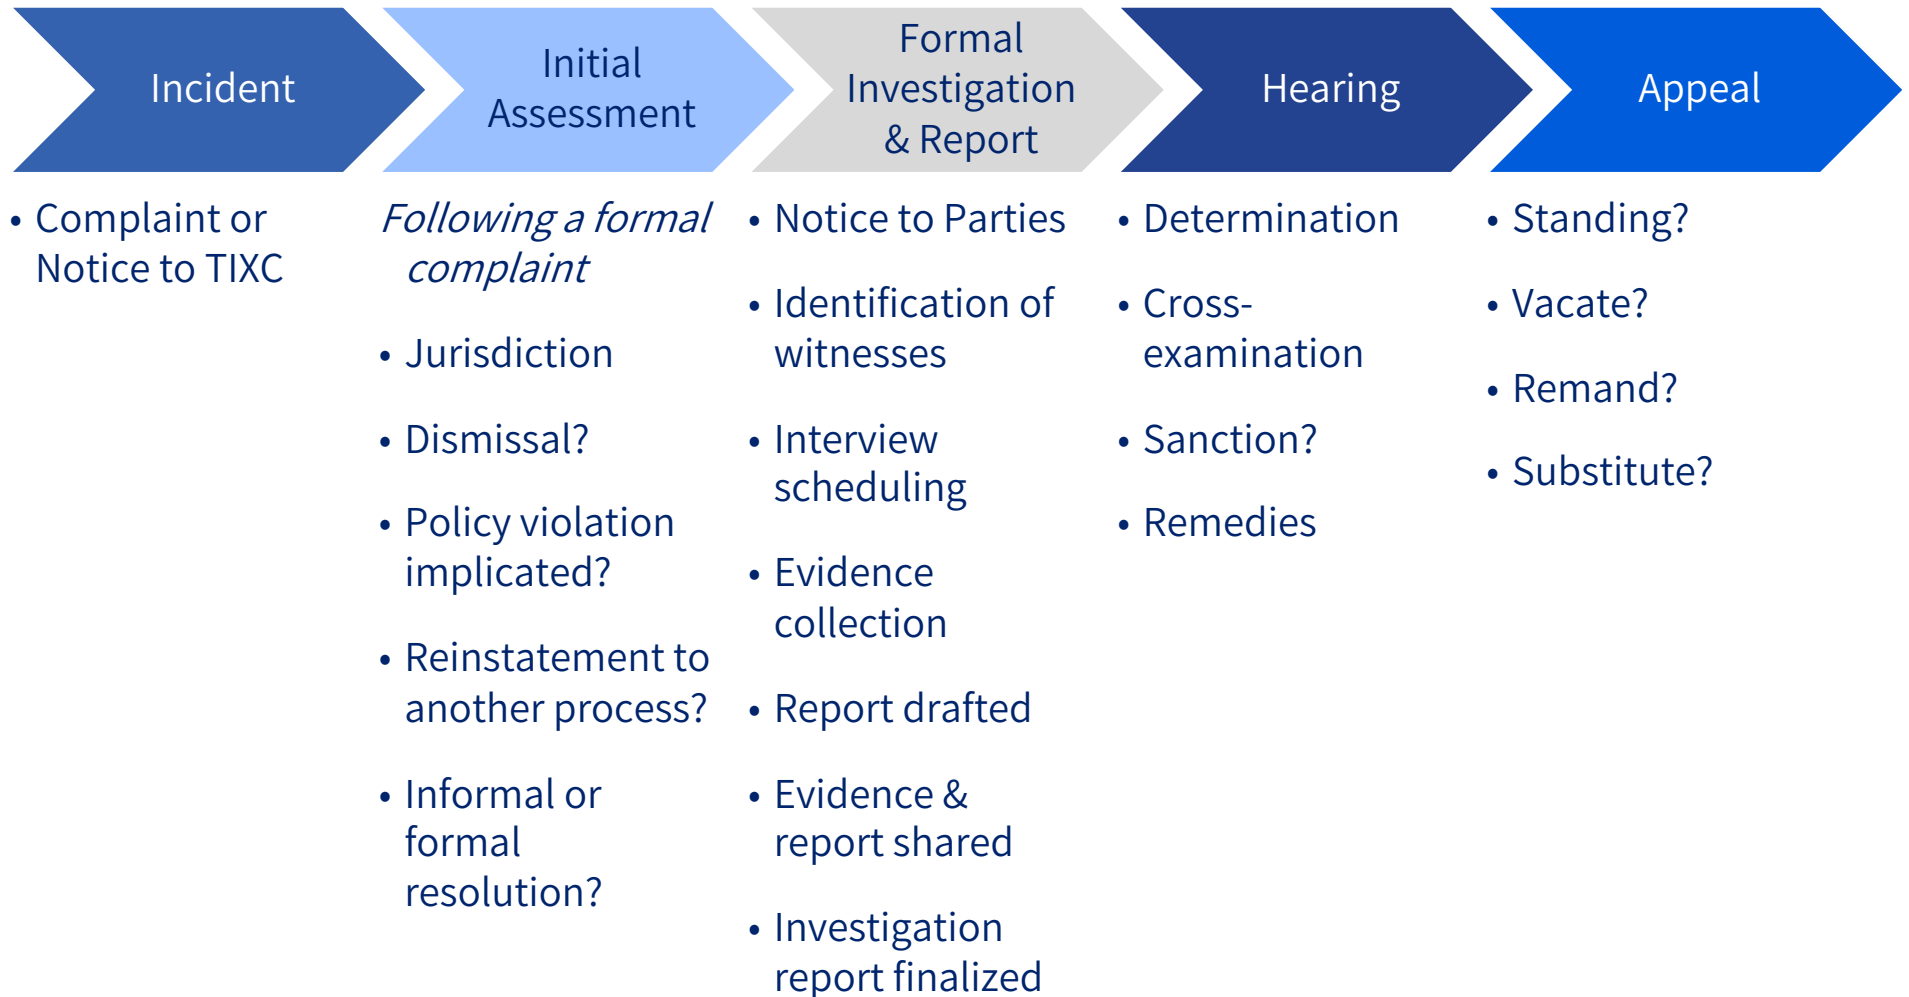 Incident
Initial
Assessment
Formal
Investigation
& Report
Hearing
Appeal
• Complaint or
Notice to TIXC
Following a formal
complaint
• Jurisdiction
• Dismissal?
• Policy violation
implicated?
• Reinstatement to
another process?
• Informal or
formal
resolution?
• Notice to Parties
• Identification of
witnesses
• Interview
scheduling
• Evidence
collection
• Report drafted
• Evidence &
report shared
• Investigation
report finalized
• Determination
• Cross-
examination
• Sanction?
• Remedies
• Standing?
• Vacate?
• Remand?
• Substitute?